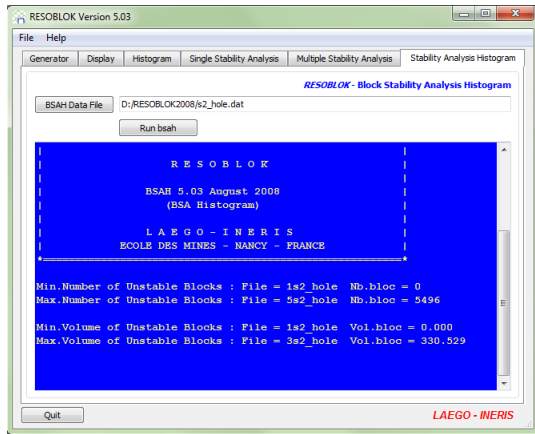 RESOBLOK Version 5.03
File Help
Generator Display Histogram Single Stability Analysis Multiple Stability Analysis Stability Analysis Histogram
RESOBLOK - Block Stability Analysis Histogram
BSAH Data File D:/RESOBLOK2008/s2_hole.dat
Run bsah
| R E S O B L O K |
| BSAH 5.03 August 2008 |
| (BSA Histogram) |
| L A E G O - I N E R I S |
| ECOLE DES MINES - NANCY - FRANCE |
*=======================================================*
Min.Number of Unstable Blocks : File = 1s2_hole Nb.bloc = 0
Max.Number of Unstable Blocks : File = 5s2_hole Nb.bloc = 5496
Min.Volume of Unstable Blocks : File = 1s2_hole Vol.bloc = 0.000
Max.Volume of Unstable Blocks : File = 3s2_hole Vol.bloc = 330.529
Quit
LAEGO - INERIS